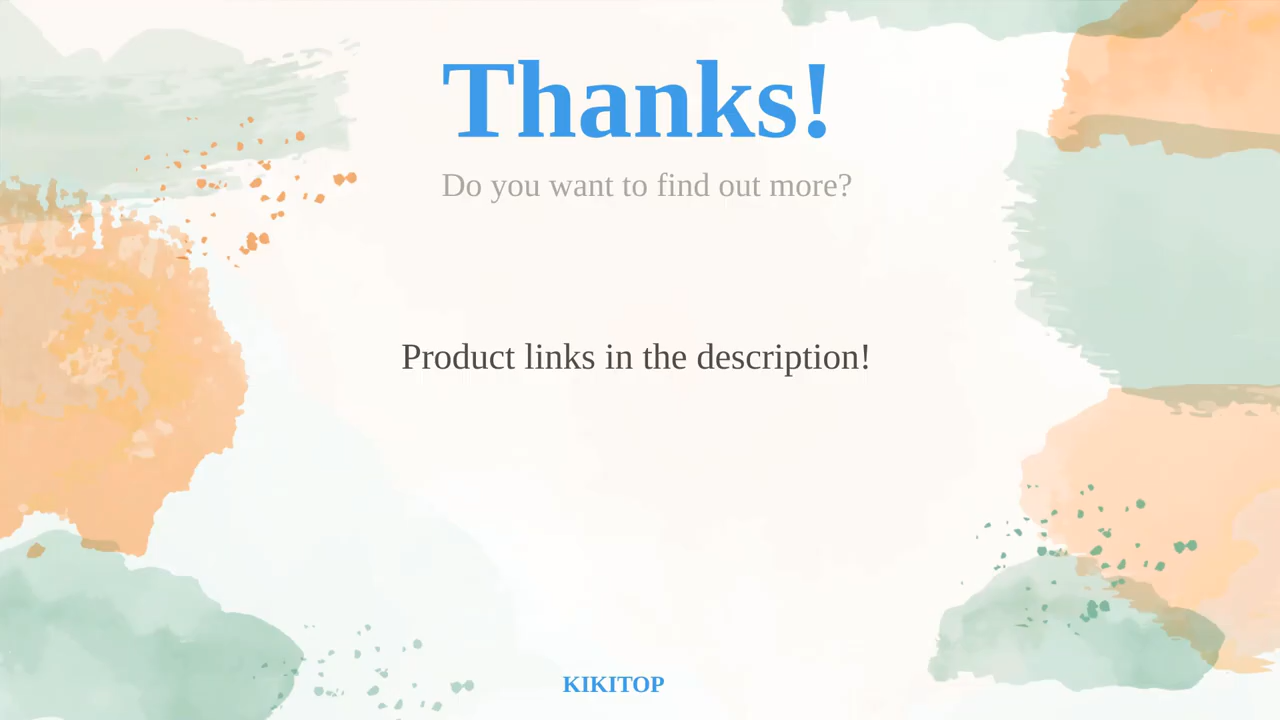 Thanks!
Do you want to find out more?
Product links in the description!
KIKITOP